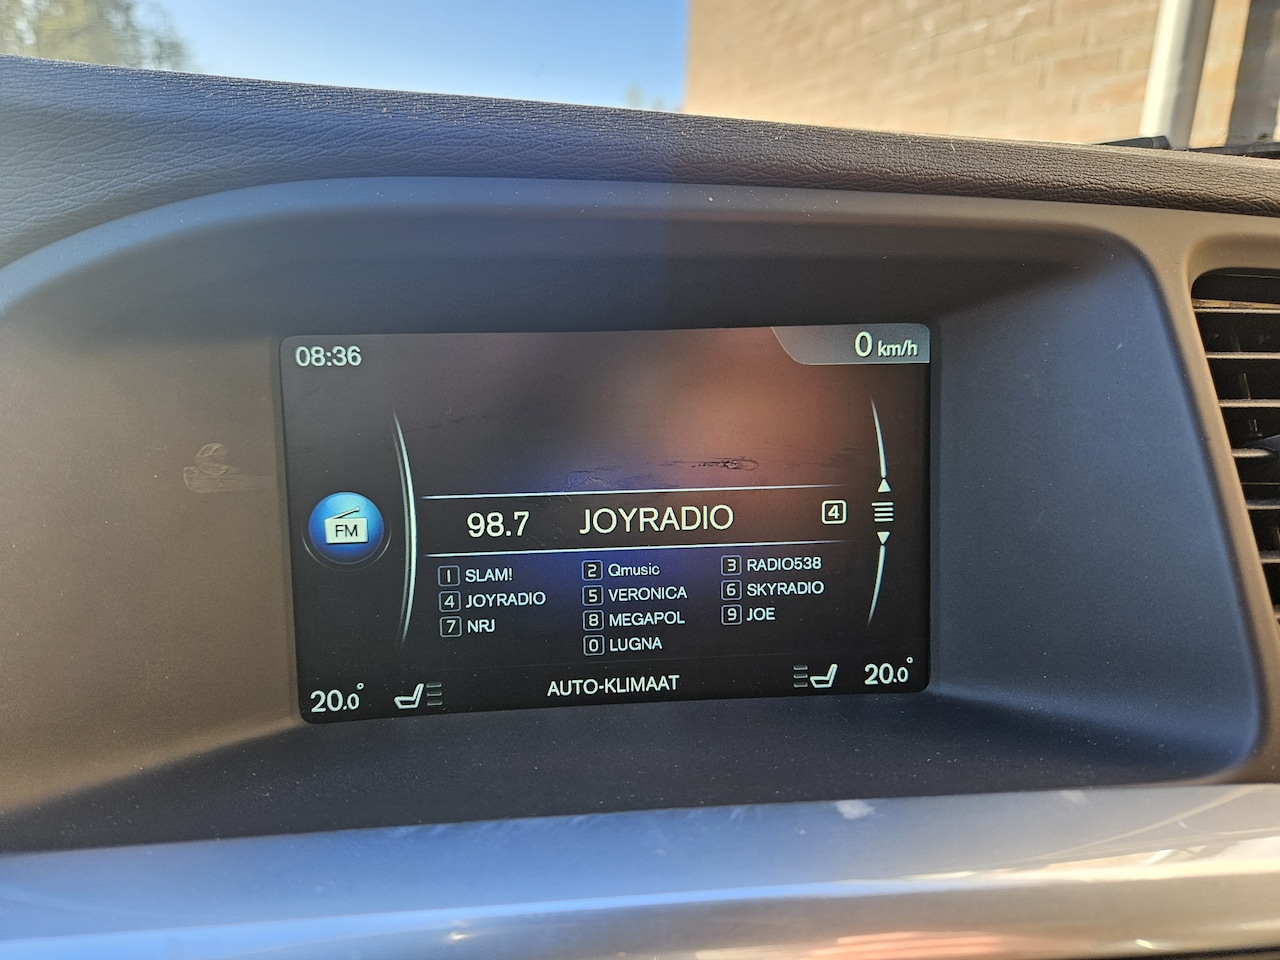 08:36
0 km/h
FM
98.7 JOYRADIO 4
1 SLAM! 2 Qmusic 3 RADIO538
4 JOYRADIO 5 VERONICA 6 SKYRADIO
7 NRJ 8 MEGAPOL 9 JOE
0 LUGNA
20.0° AUTO-KLIMAAT 20.0°